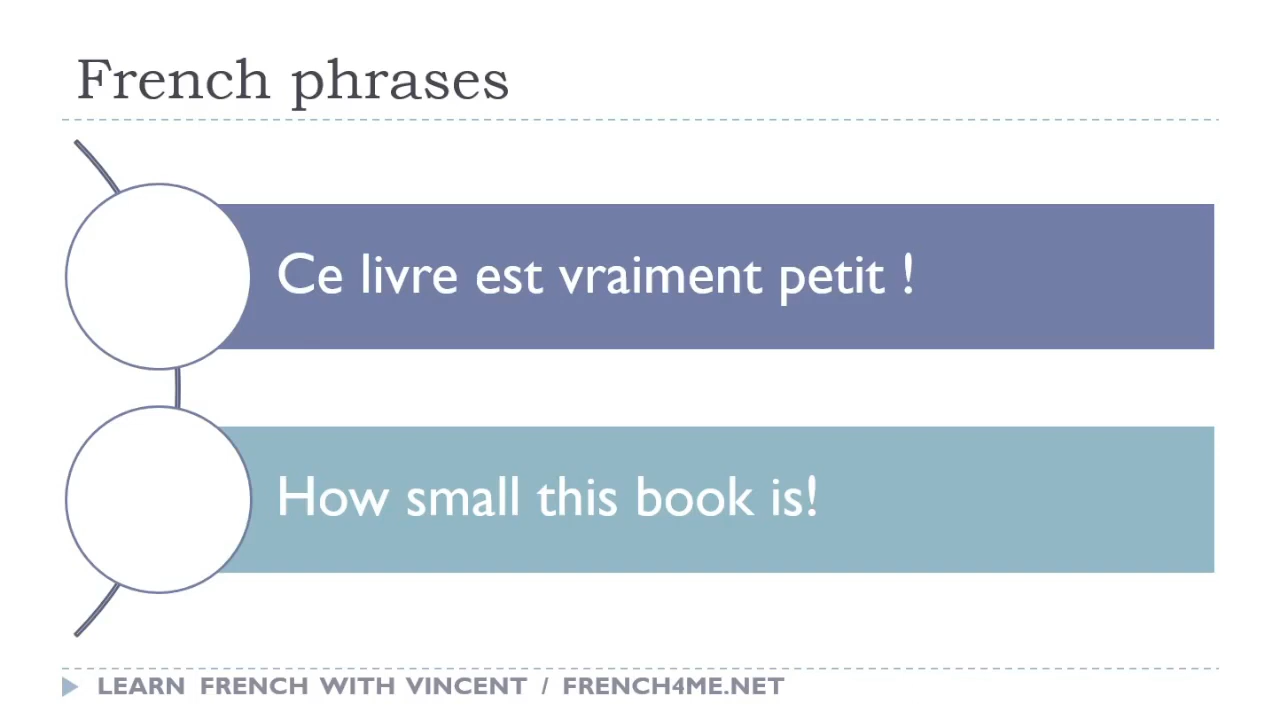 French phrases
Ce livre est vraiment petit !
How small this book is!
LEARN FRENCH WITH VINCENT / FRENCH4ME.NET